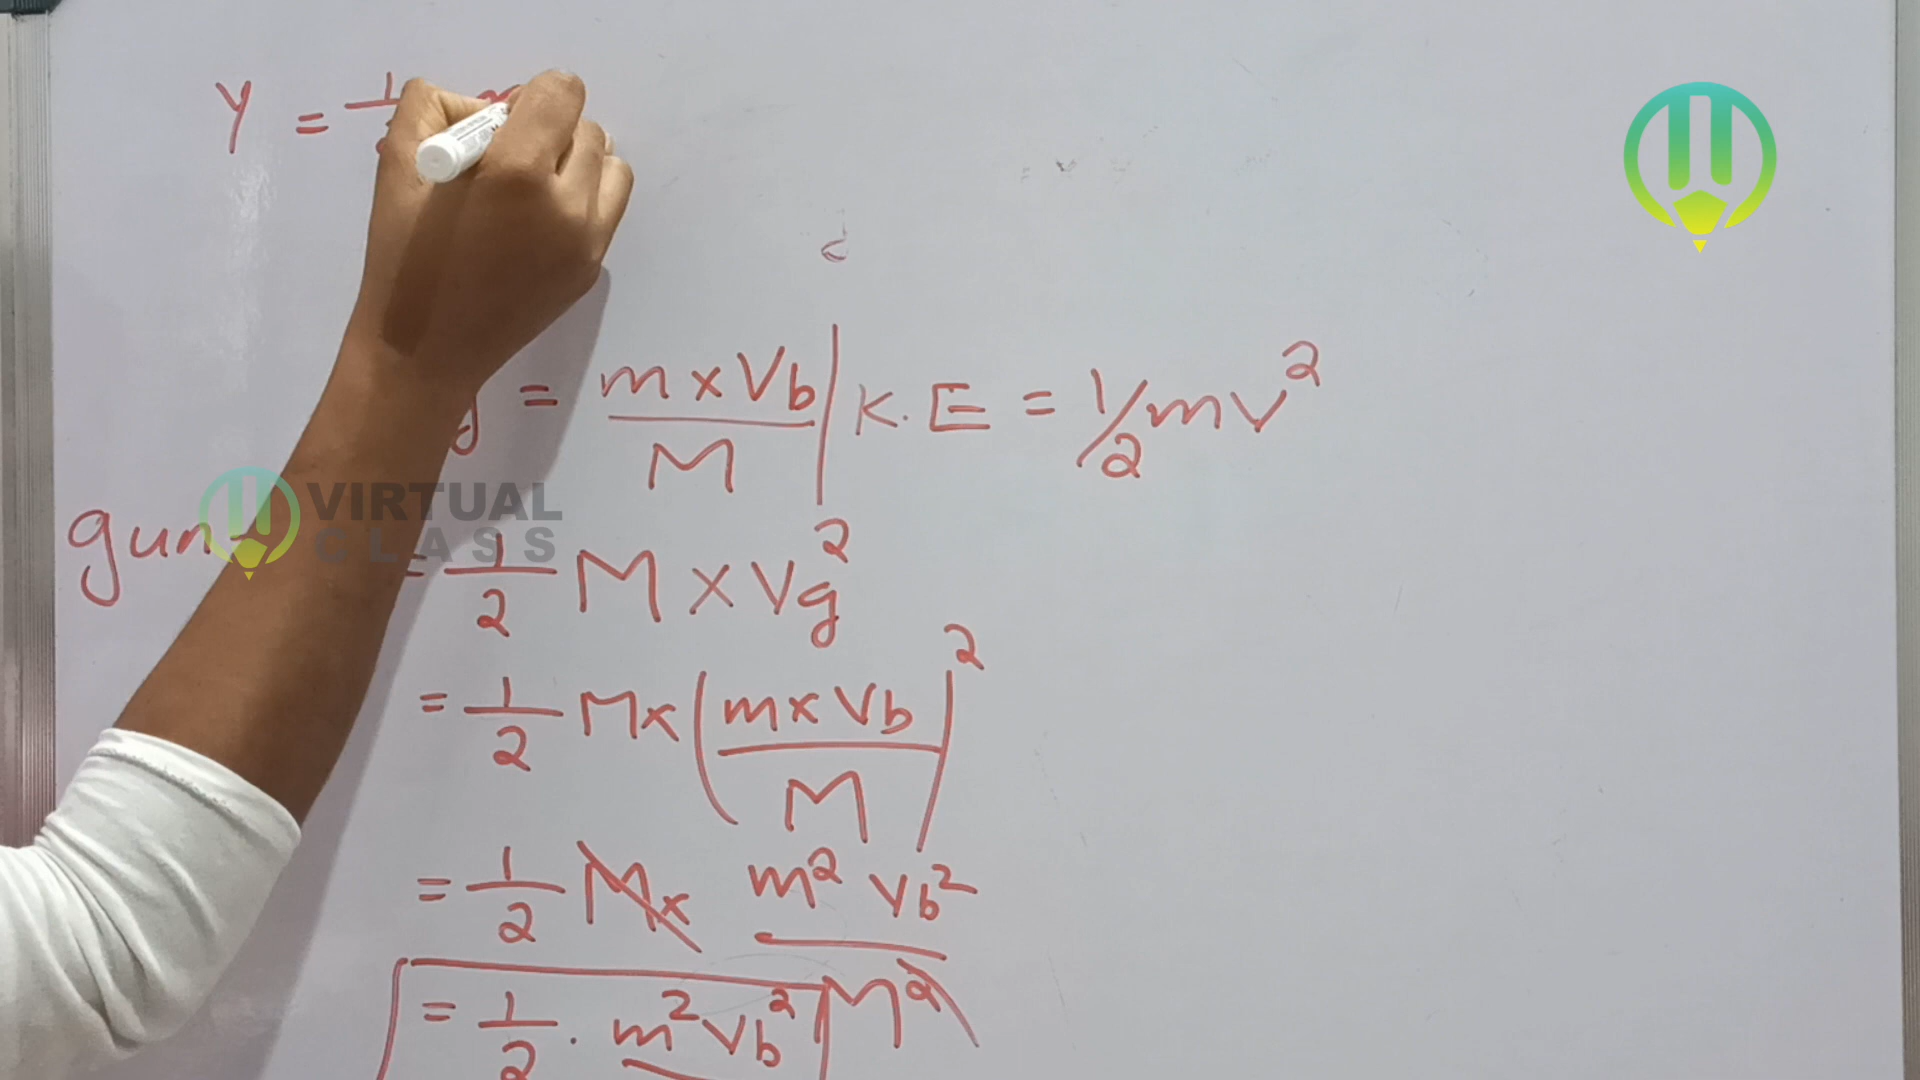 y = 1
g = m x Vb / M | K.E = 1/2 mv²
VIRTUAL
CLASS
gun = 1/2 M x Vg²
= 1/2 M x (m x Vb / M)²
= 1/2 M x m² Vb² / M²
= 1/2 · m² Vb²